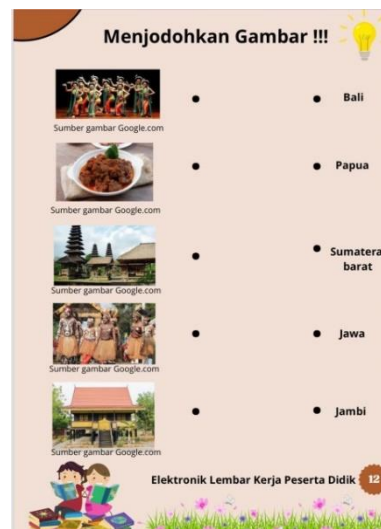 Menjodohkan Gambar !!!
Sumber gambar Google.com
Bali
Sumber gambar Google.com
Papua
Sumber gambar Google.com
Sumatera
barat
Sumber gambar Google.com
Jawa
Sumber gambar Google.com
Jambi
Elektronik Lembar Kerja Peserta Didik 12